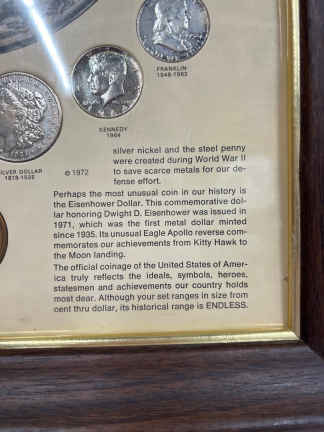 FRANKLIN
1948-1963
KENNEDY
1964
SILVER DOLLAR
© 1972
silver nickel and the steel penny
were created during World War II
to save scarce metals for our de-
fense effort.
Perhaps the most unusual coin in our history is
the Eisenhower Dollar. This commemorative dol-
lar honoring Dwight D. Eisenhower was issued in
1971, which was the first metal dollar minted
since 1935. Its unusual Eagle Apollo reverse com-
memorates our achievements from Kitty Hawk to
the Moon landing.
The official coinage of the United States of Amer-
ica truly reflects the ideals, symbols, heroes,
statesmen and achievements our country holds
most dear. Although your set ranges in size from
cent thru dollar, its historical range is ENDLESS.